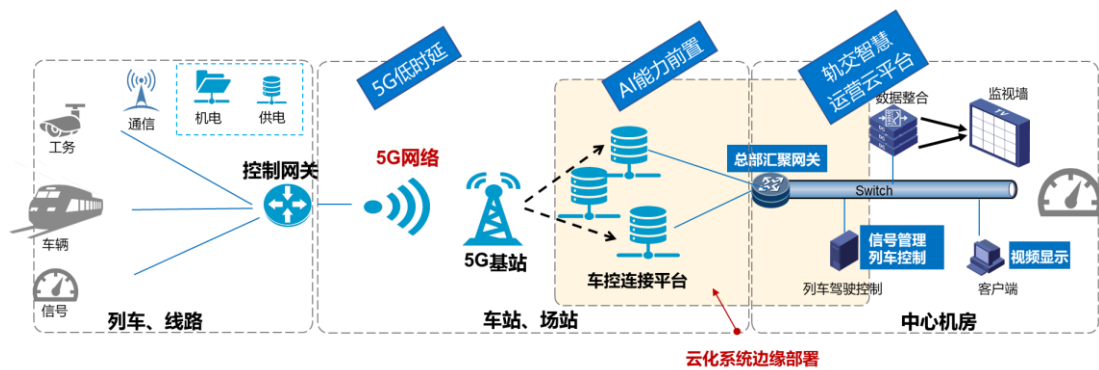 5G低时延
AI能力前置
轨交智慧
运营云平台
通信
机电
供电
工务
控制网关
5G网络
车辆
信号
5G基站
车控连接平台
总部汇聚网关
数据整合
监视墙
TV
Switch
信号管理
列车控制
视频显示
列车驾驶控制
客户端
列车、线路
车站、场站
中心机房
云化系统边缘部署